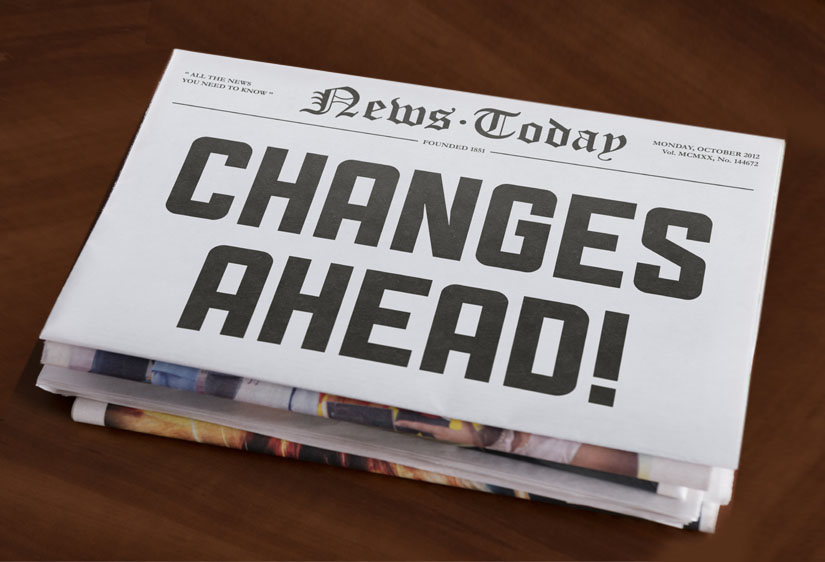 “ ALL THE NEWS
YOU NEED TO KNOW ”
News · Today
MONDAY, OCTOBER 2012
Vol. MCMXX, No. 144672
FOUNDED 1851
CHANGES
AHEAD!